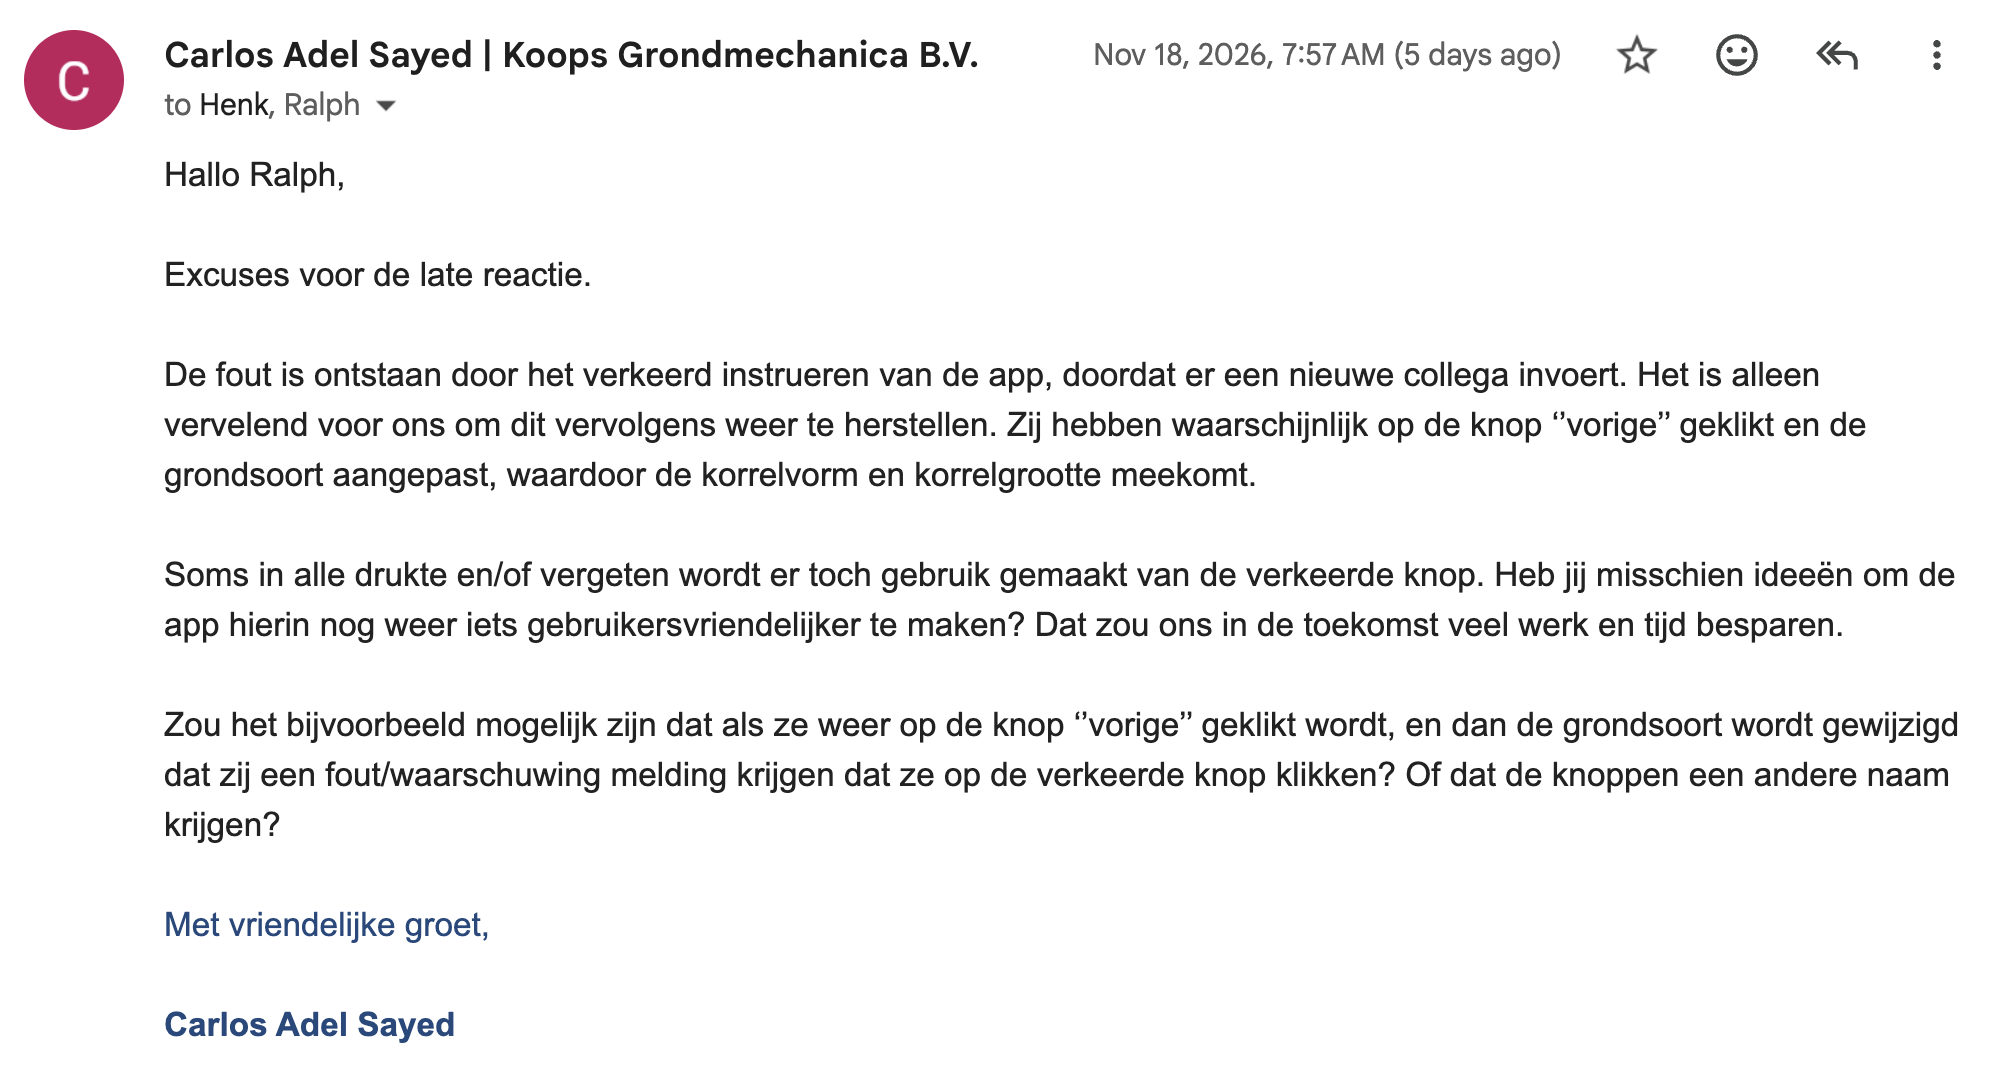 C
Carlos Adel Sayed | Koops Grondmechanica B.V.
Nov 18, 2026, 7:57 AM (5 days ago)
to Henk, Ralph
Hallo Ralph,
Excuses voor de late reactie.
De fout is ontstaan door het verkeerd instrueren van de app, doordat er een nieuwe collega invoert. Het is alleen
vervelend voor ons om dit vervolgens weer te herstellen. Zij hebben waarschijnlijk op de knop ‘’vorige’’ geklikt en de
grondsoort aangepast, waardoor de korrelvorm en korrelgrootte meekomt.
Soms in alle drukte en/of vergeten wordt er toch gebruik gemaakt van de verkeerde knop. Heb jij misschien ideeën om de
app hierin nog weer iets gebruikersvriendelijker te maken? Dat zou ons in de toekomst veel werk en tijd besparen.
Zou het bijvoorbeeld mogelijk zijn dat als ze weer op de knop ‘’vorige’’ geklikt wordt, en dan de grondsoort wordt gewijzigd
dat zij een fout/waarschuwing melding krijgen dat ze op de verkeerde knop klikken? Of dat de knoppen een andere naam
krijgen?
Met vriendelijke groet,
Carlos Adel Sayed